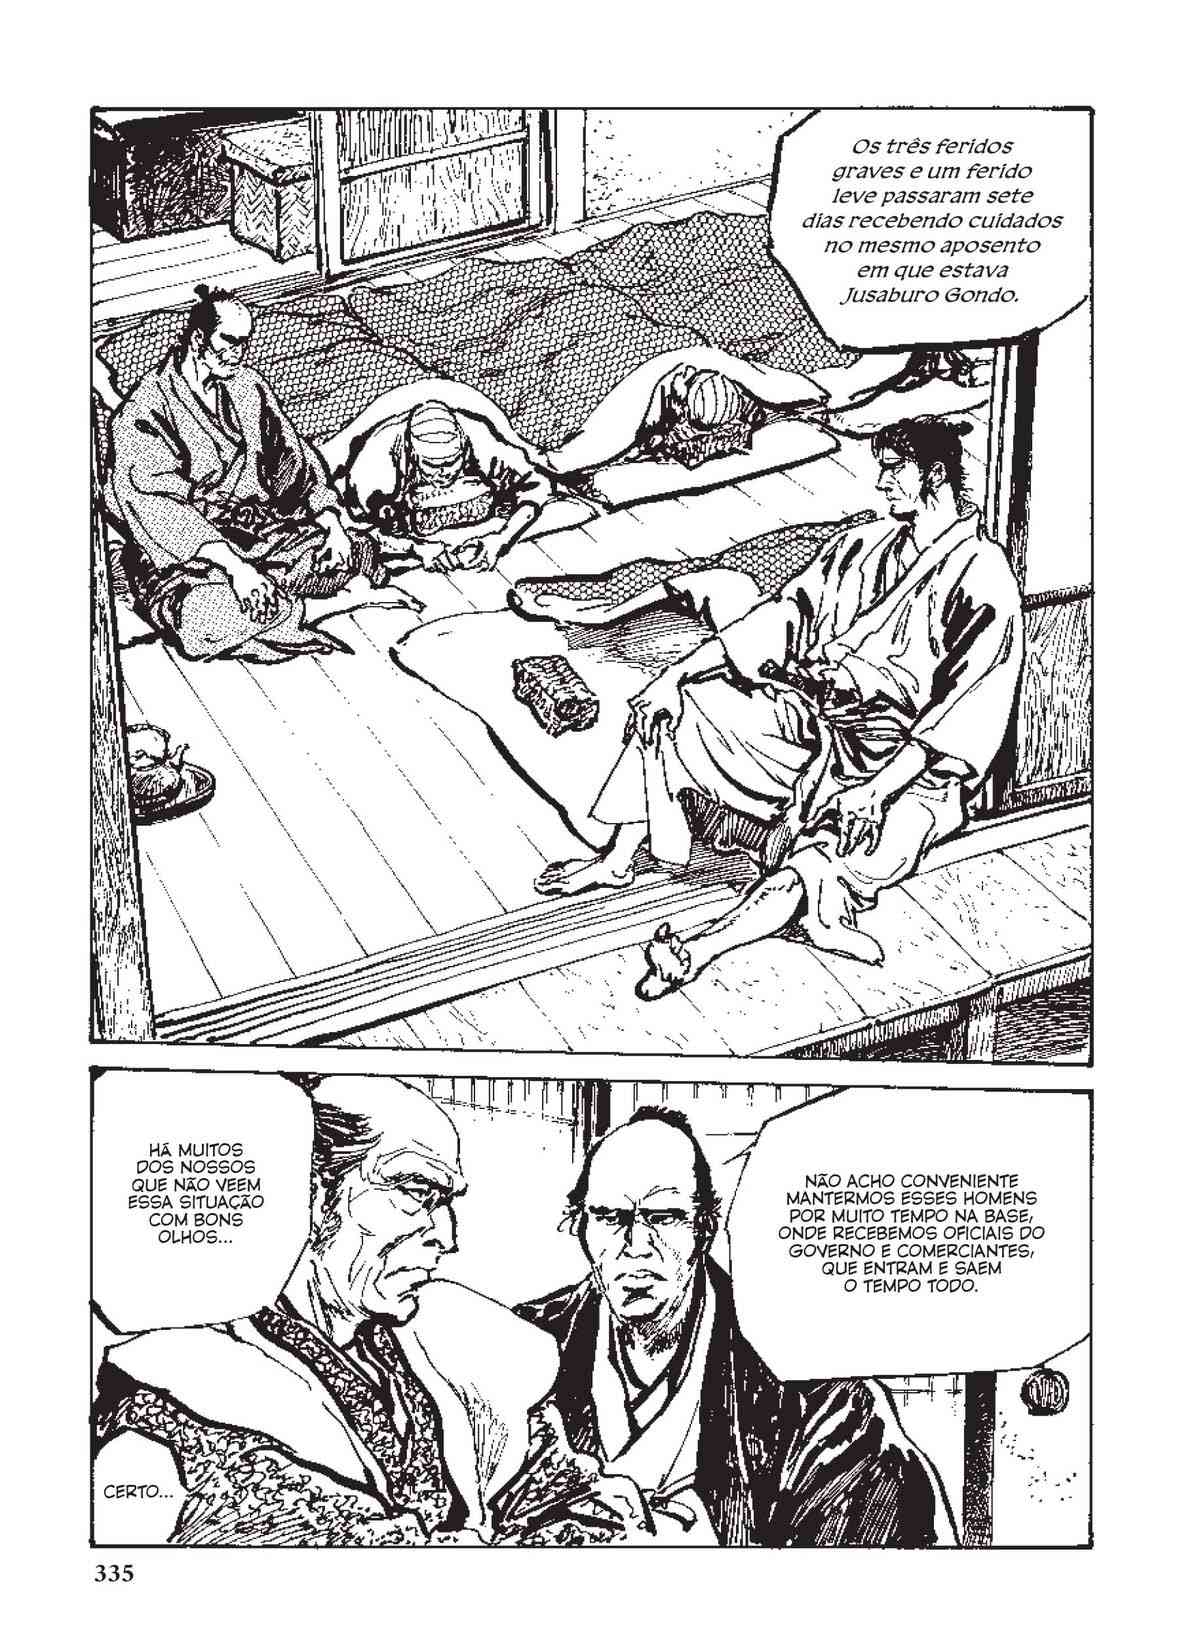 Os três feridos
graves e um ferido
leve passaram sete
dias recebendo cuidados
no mesmo aposento
em que estava
Jusaburo Gondo.
HÁ MUITOS
DOS NOSSOS
QUE NÃO VEEM
ESSA SITUAÇÃO
COM BONS
OLHOS...
NÃO ACHO CONVENIENTE
MANTERMOS ESSES HOMENS
POR MUITO TEMPO NA BASE,
ONDE RECEBEMOS OFICIAIS DO
GOVERNO E COMERCIANTES,
QUE ENTRAM E SAEM
O TEMPO TODO.
CERTO...
335